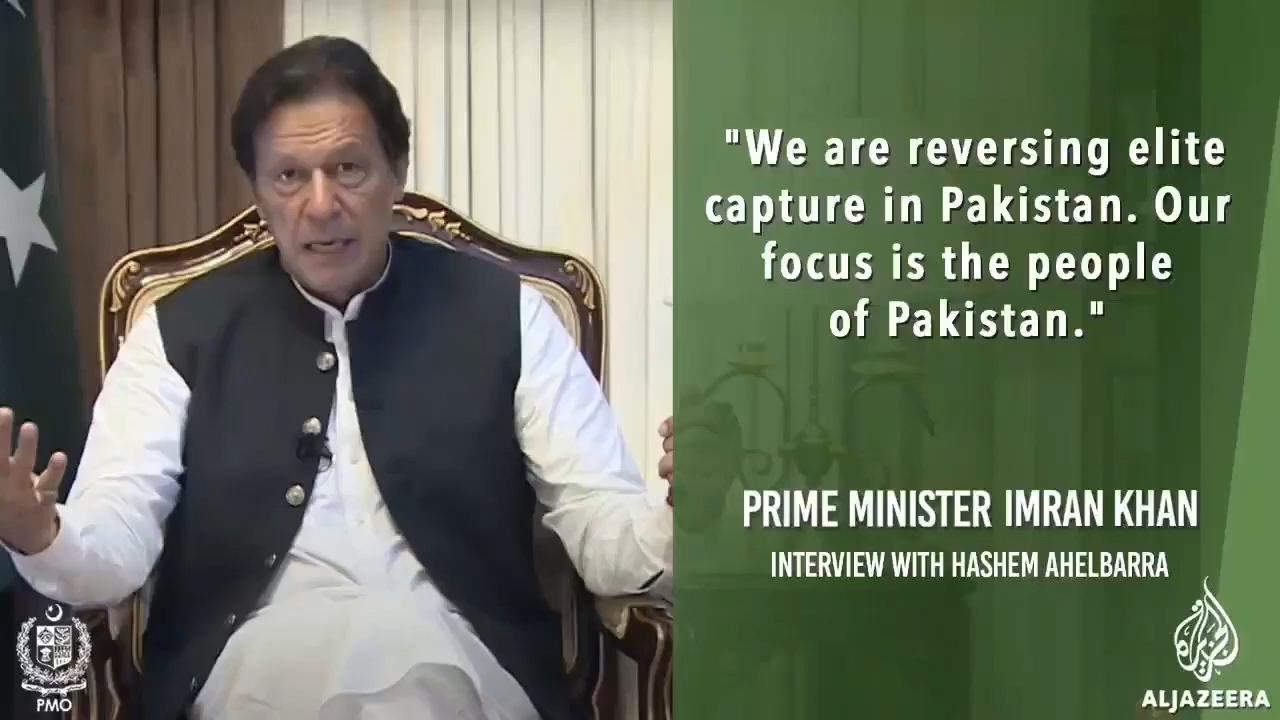 "We are reversing elite
capture in Pakistan. Our
focus is the people
of Pakistan."
PRIME MINISTER IMRAN KHAN
INTERVIEW WITH HASHEM AHELBARRA
PMO
الجزيرة
ALJAZEERA